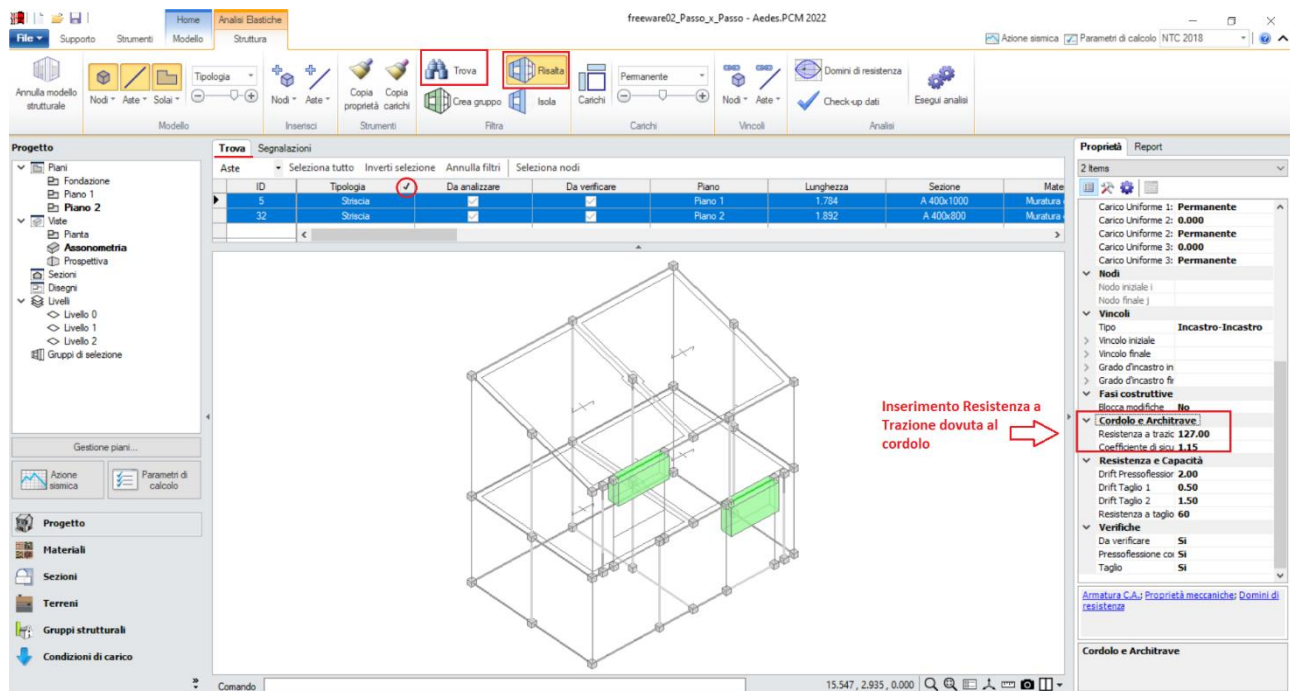 freeware02_Passo_x_Passo - Aedes.PCM 2022
Home
Analisi Elastiche
File
Supporto
Strumenti
Modello
Struttura
Azione sismica
Parametri di calcolo
NTC 2018
Annulla modello strutturale
Nodi
Aste
Solai
Tipologia
Modello
Nodi
Aste
Inserisci
Copia proprietà
Copia carichi
Strumenti
Trova
Crea gruppo
Risalta
Isola
Filtra
Carichi
Permanente
Carichi
Nodi
Aste
Vincoli
Domini di resistenza
Check-up dati
Esegui analisi
Analisi
Progetto
Piani
Fondazione
Piano 1
Piano 2
Viste
Pianta
Assonometria
Prospettiva
Sezioni
Disegni
Livelli
Livello 0
Livello 1
Livello 2
Gruppi di selezione
Gestione piani...
Azione sismica
Parametri di calcolo
Progetto
Materiali
Sezioni
Terreni
Gruppi strutturali
Condizioni di carico
Trova Segnalazioni
Aste Seleziona tutto Inverti selezione Annulla filtri Seleziona nodi
ID Tipologia Da analizzare Da verificare Piano Lunghezza Sezione Mate
5 Striscia Piano 1 1.784 A 400x1000 Muratura
32 Striscia Piano 2 1.892 A 400x800 Muratura
Inserimento Resistenza a
Trazione dovuta al
cordolo
Comando
15.547 , 2.935 , 0.000
Proprietà Report
2 Items
Carico Uniforme 1: Permanente
Carico Uniforme 2: 0.000
Carico Uniforme 2: Permanente
Carico Uniforme 3: 0.000
Carico Uniforme 3: Permanente
Nodi
Nodo iniziale i
Nodo finale j
Vincoli
Tipo Incastro-Incastro
Vincolo iniziale
Vincolo finale
Grado d'incastro in
Grado d'incastro fir
Fasi costruttive
Blocca modifiche No
Cordolo e Architrave
Resistenza a trazic 127.00
Coefficiente di sicu 1.15
Resistenza e Capacità
Drift Pressoflessior 2.00
Drift Taglio 1 0.50
Drift Taglio 2 1.50
Resistenza a taglio 60
Verifiche
Da verificare Sì
Pressoflessione coi Sì
Taglio Sì
Armatura C.A.; Proprietà meccaniche; Domini di
resistenza
Cordolo e Architrave